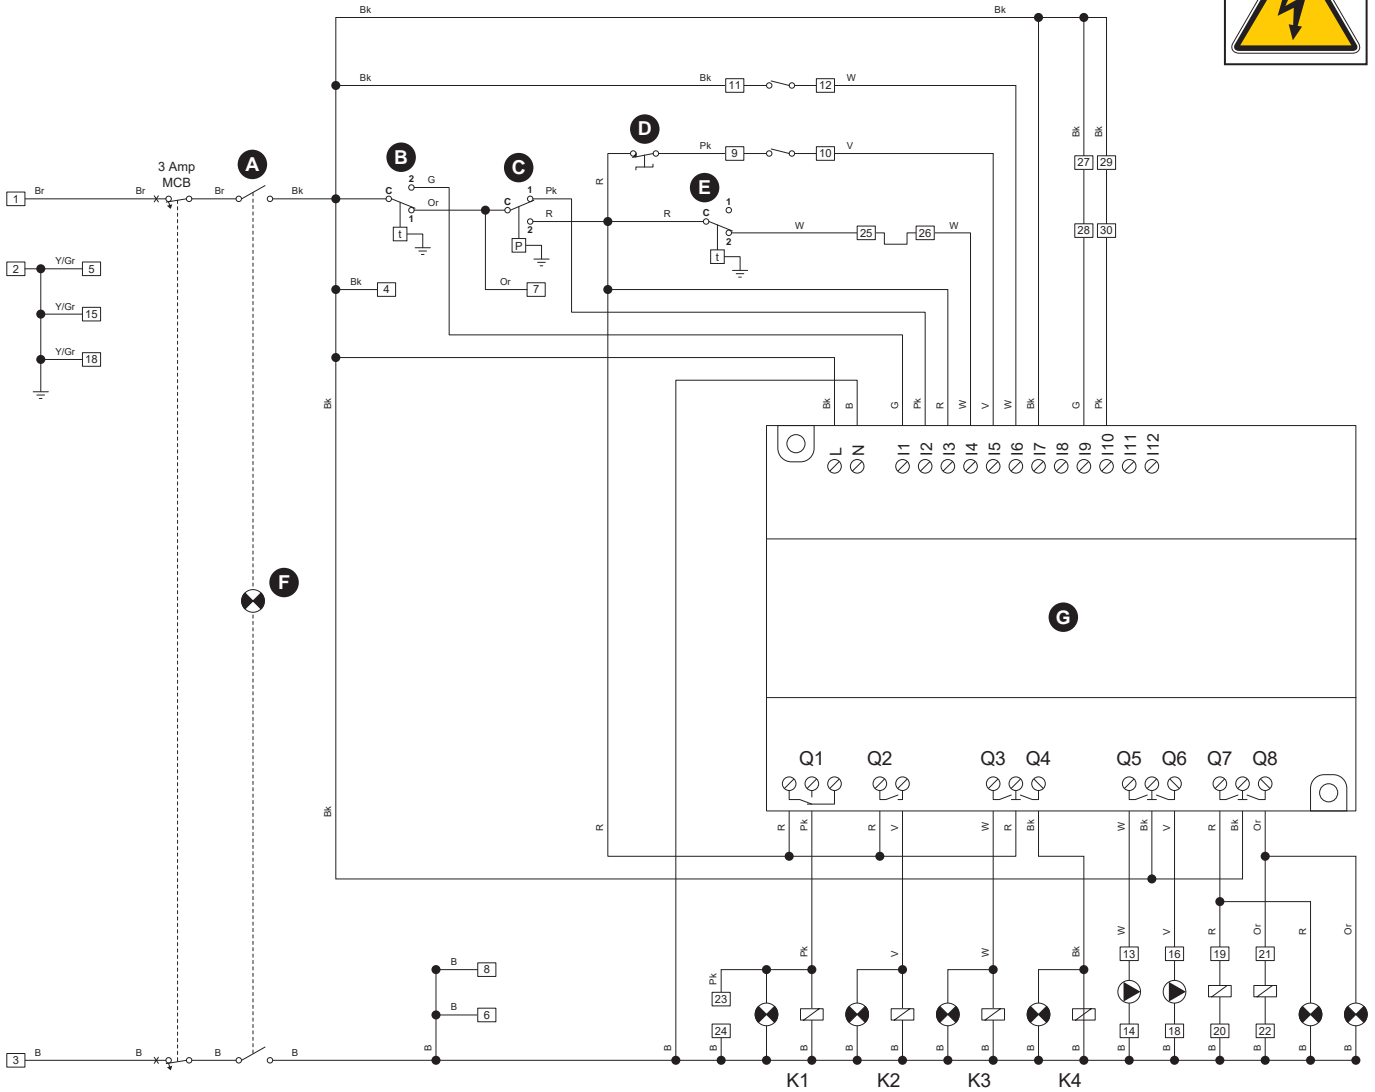 Bk Bk
Bk Bk 11 12 W
D
Pk 9 10 V
Bk Bk
27 29
3 Amp
MCB
A B C E
1 Br Br Br Bk
C 2 G 1 Or
C 1 Pk 2 R
R
R C 1 2 W 25 26 W
28 30
t P t
2 Y/Gr 5
Bk 4 Or 7
Y/Gr 15
Y/Gr 18
Bk
Bk B G Pk R W V W Bk G Pk
L N I1 I2 I3 I4 I5 I6 I7 I8 I9 I10 I11 I12
F
G
Q1 Q2 Q3 Q4 Q5 Q6 Q7 Q8
Bk R R Pk R V W R Bk W Bk V R Bk Or
Pk V W Bk W V R Or R Or
13 16 19 21
B 8
Pk
23
B 6
24 14 18 20 22
3 B B B B
B B B B B B B B B B B B B B B B
K1 K2 K3 K4